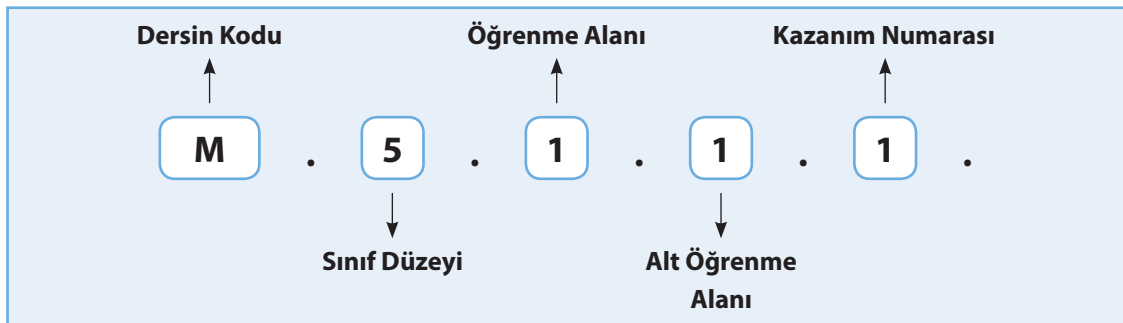 Dersin Kodu Öğrenme Alanı Kazanım Numarası
M . 5 . 1 . 1 . 1 .
Sınıf Düzeyi Alt Öğrenme
Alanı